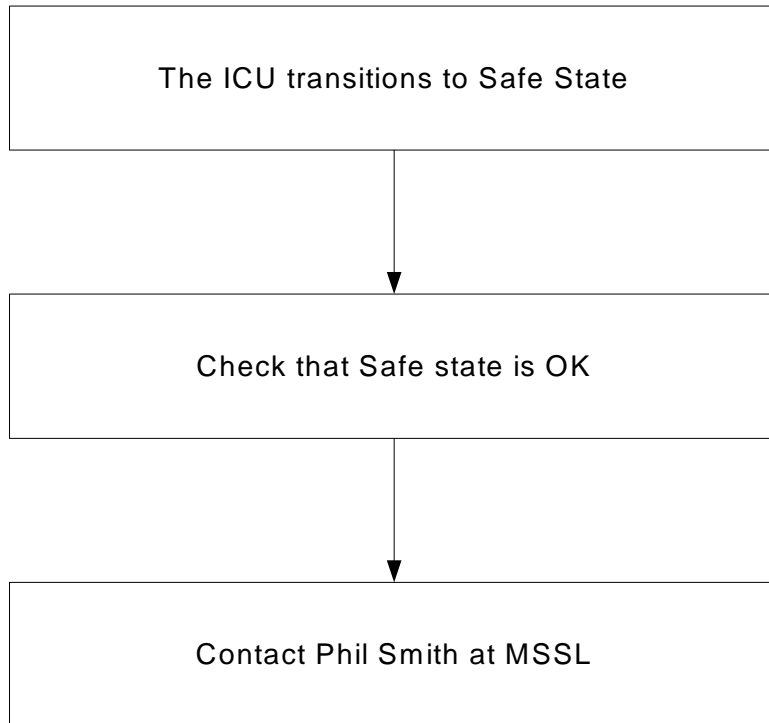 The ICU transitions to Safe State
Check that Safe state is OK
Contact Phil Smith at MSSL